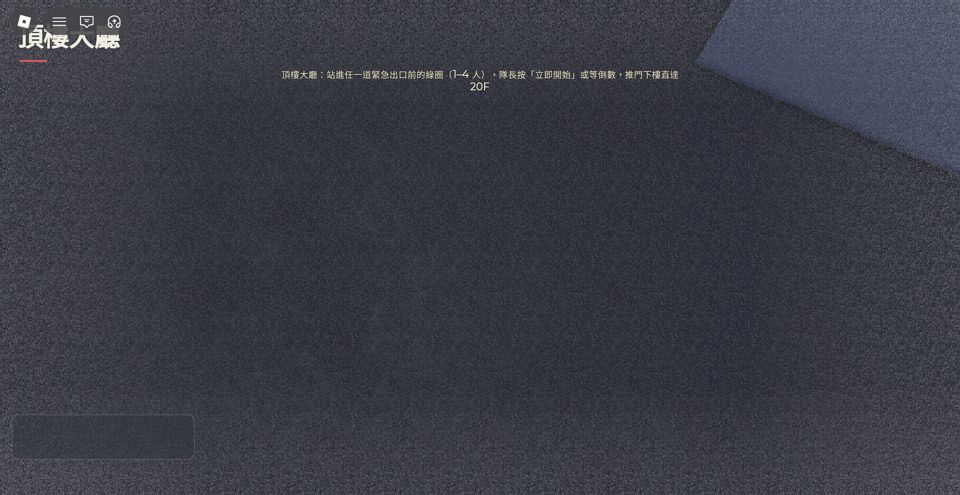 頂樓大廳
頂樓大廳：站進任一道緊急出口前的綠圈（1–4 人），隊長按「立即開始」或等倒數，推門下樓直達
20F